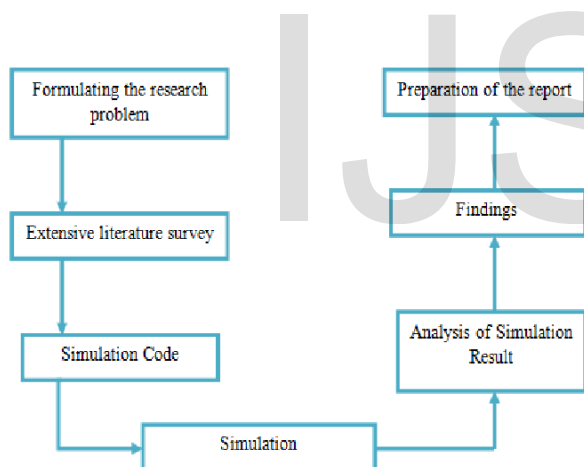 IJS
Formulating the research
problem
Extensive literature survey
Simulation Code
Simulation
Analysis of Simulation
Result
Findings
Preparation of the report